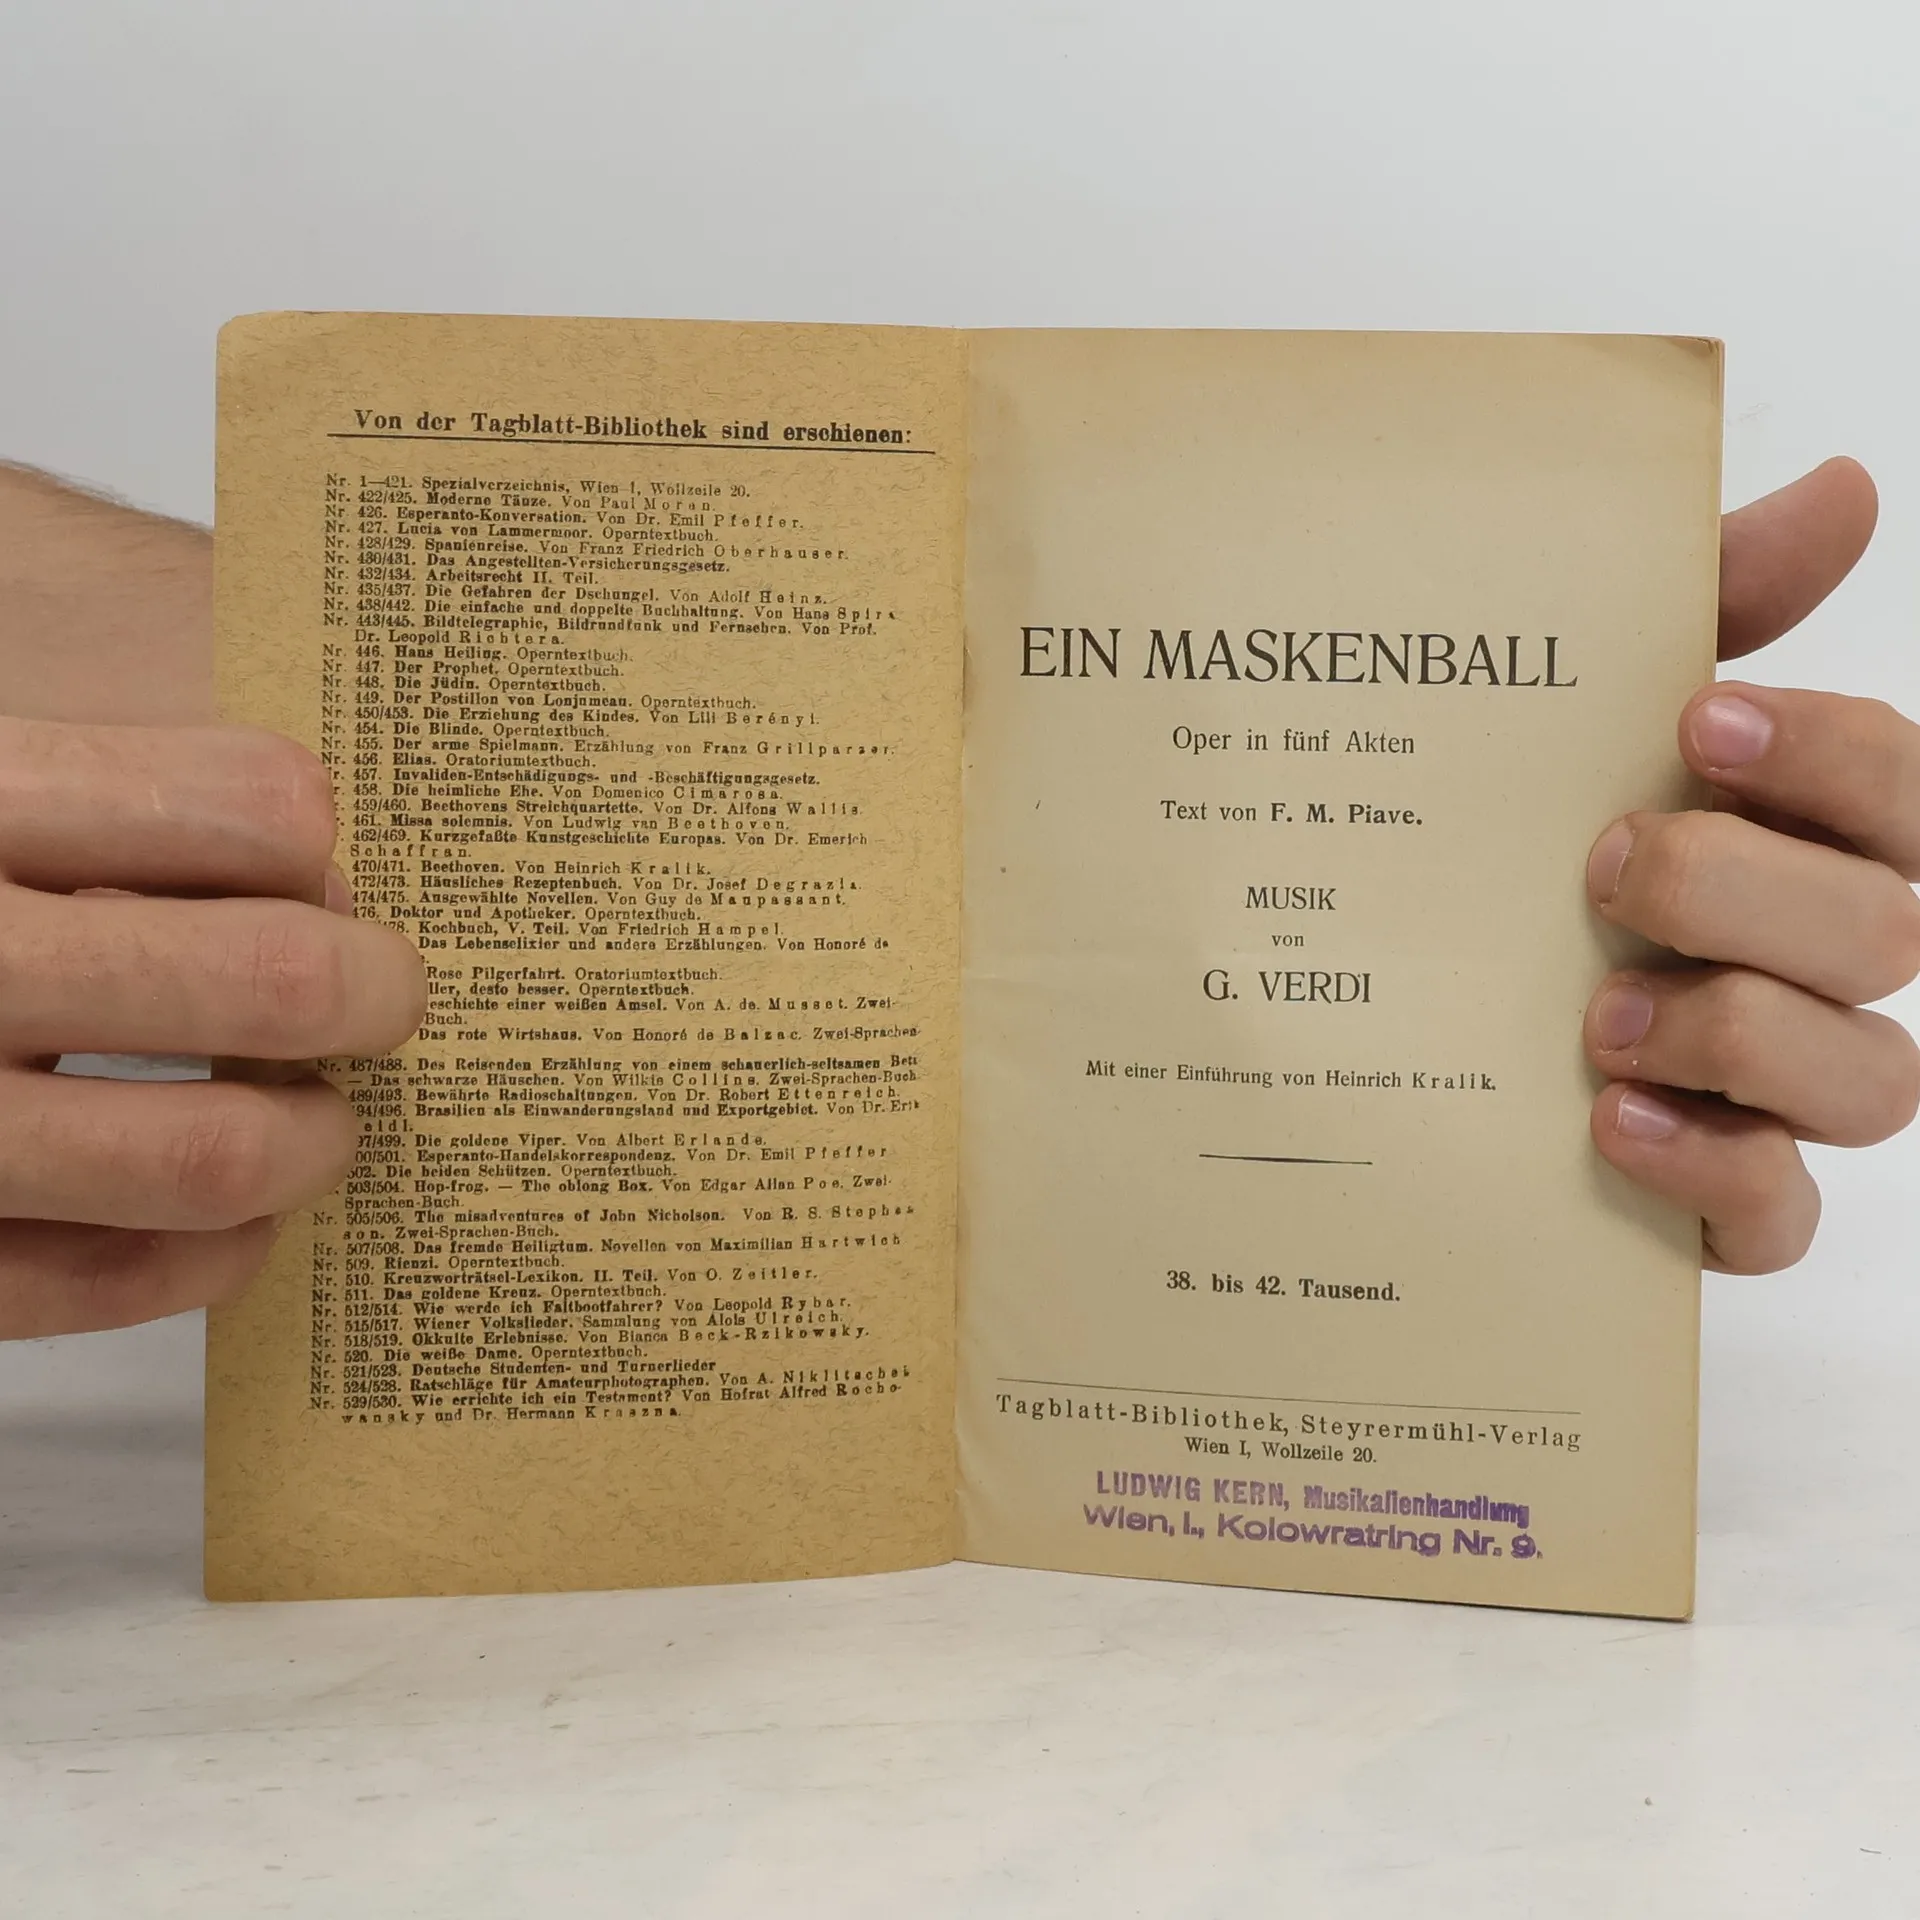 Von der Tagblatt-Bibliothek sind erschienen:
Nr. 1—421. Spezialverzeichnis, Wien I, Wollzeile 20.
Nr. 422/425. Moderne Tänze. Von Paul Moren.
Nr. 426. Esperanto-Konversation. Von Dr. Emil Pfeffer.
Nr. 427. Lucia von Lammermoor. Operntextbuch.
Nr. 428/429. Spanienreise. Von Franz Friedrich Oberhauser.
Nr. 430/431. Das Angestellten-Versicherungsgesetz.
Nr. 432/434. Arbeitsrecht II. Teil.
Nr. 435/437. Die Gefahren der Dschungel. Von Adolf Heinz.
Nr. 438/442. Die einfache und doppelte Buchhaltung. Von Hans
Nr. 443/445. Bildtelegraphie, Bildrundfunk und Fernsehen. Von Prof.
Dr. Leopold Richtera.
Nr. 446. Hans Heiling. Operntextbuch.
Nr. 447. Der Prophet. Operntextbuch.
Nr. 448. Die Jüdin. Operntextbuch.
Nr. 449. Der Postillon von Lonjumeau. Operntextbuch.
Nr. 450/453. Die Erziehung des Kindes. Von Lili Berényi.
Nr. 454. Die Blinde. Operntextbuch.
Nr. 455. Der arme Spielmann. Erzählung von Franz Grillparzer.
Nr. 456. Elias. Oratoriumtextbuch.
r. 457. Invaliden-Entschädigungs- und -Beschäftigungsgesetz.
r. 458. Die heimliche Ehe. Von Domenico Cimarosa.
459/460. Beethovens Streichquartette. Von Dr. Alfons Wallis.
461. Missa solemnis. Von Ludwig van Beethoven.
462/469. Kurzgefaßte Kunstgeschichte Europas. Von Dr. Emerich
Schaffran.
470/471. Beethoven. Von Heinrich Kralik.
472/473. Häusliches Rezeptenbuch. Von Dr. Josef Degrazia.
474/475. Ausgewählte Novellen. Von Guy de Maupassant.
476. Doktor und Apotheker. Operntextbuch.
78. Kochbuch, V. Teil. Von Friedrich Hampel.
Das Lebenselixier und andere Erzählungen. Von Honoré de
Rose Pilgerfahrt. Oratoriumtextbuch.
ller, desto besser. Operntextbuch.
eschichte einer weißen Amsel. Von A. de. Musset. Zwei-
Buch.
Das rote Wirtshaus. Von Honoré de Balzac. Zwei-Sprachen-
Nr. 487/488. Des Reisenden Erzählung von einem schauerlich-seltsamen Bett
— Das schwarze Häuschen. Von Wilkie Collins. Zwei-Sprachen-Buch
489/493. Bewährte Radioschaltungen. Von Dr. Robert Ettenreich.
94/496. Brasilien als Einwanderungsland und Exportgebiet. Von Dr. Erik
eidl.
97/499. Die goldene Viper. Von Albert Erlande.
00/501. Esperanto-Handelskorrespondenz. Von Dr. Emil Pfeffer
502. Die beiden Schützen. Operntextbuch.
503/504. Hop-frog. — The oblong Box. Von Edgar Allan Poe. Zwei-
Sprachen-Buch.
Nr. 505/506. The misadventures of John Nicholson. Von R. S. Stephen
son. Zwei-Sprachen-Buch.
Nr. 507/508. Das fremde Heiligtum. Novellen von Maximilian Hartwich
Nr. 509. Rienzi. Operntextbuch.
Nr. 510. Kreuzworträtsel-Lexikon. II. Teil. Von O. Zeitler.
Nr. 511. Das goldene Kreuz. Operntextbuch.
Nr. 512/514. Wie werde ich Faltbootfahrer? Von Leopold Rybar.
Nr. 515/517. Wiener Volkslieder. Sammlung von Alois Ulreich.
Nr. 518/519. Okkulte Erlebnisse. Von Bianca Beck-Rzikowsky.
Nr. 520. Die weiße Dame. Operntextbuch.
Nr. 521/523. Deutsche Studenten- und Turnerlieder
Nr. 524/528. Ratschläge für Amateurphotographen. Von A. Niklitschek
Nr. 529/530. Wie errichte ich ein Testament? Von Hofrat Alfred Rocho-
wansky und Dr. Hermann Kraszna.
EIN MASKENBALL
Oper in fünf Akten
Text von F. M. Piave.
MUSIK
von
G. VERDI
Mit einer Einführung von Heinrich Kralik.
38. bis 42. Tausend.
Tagblatt-Bibliothek, Steyrermühl-Verlag
Wien I, Wollzeile 20.
LUDWIG KERN, Musikalienhandlung
Wien, I., Kolowratring Nr. 9.